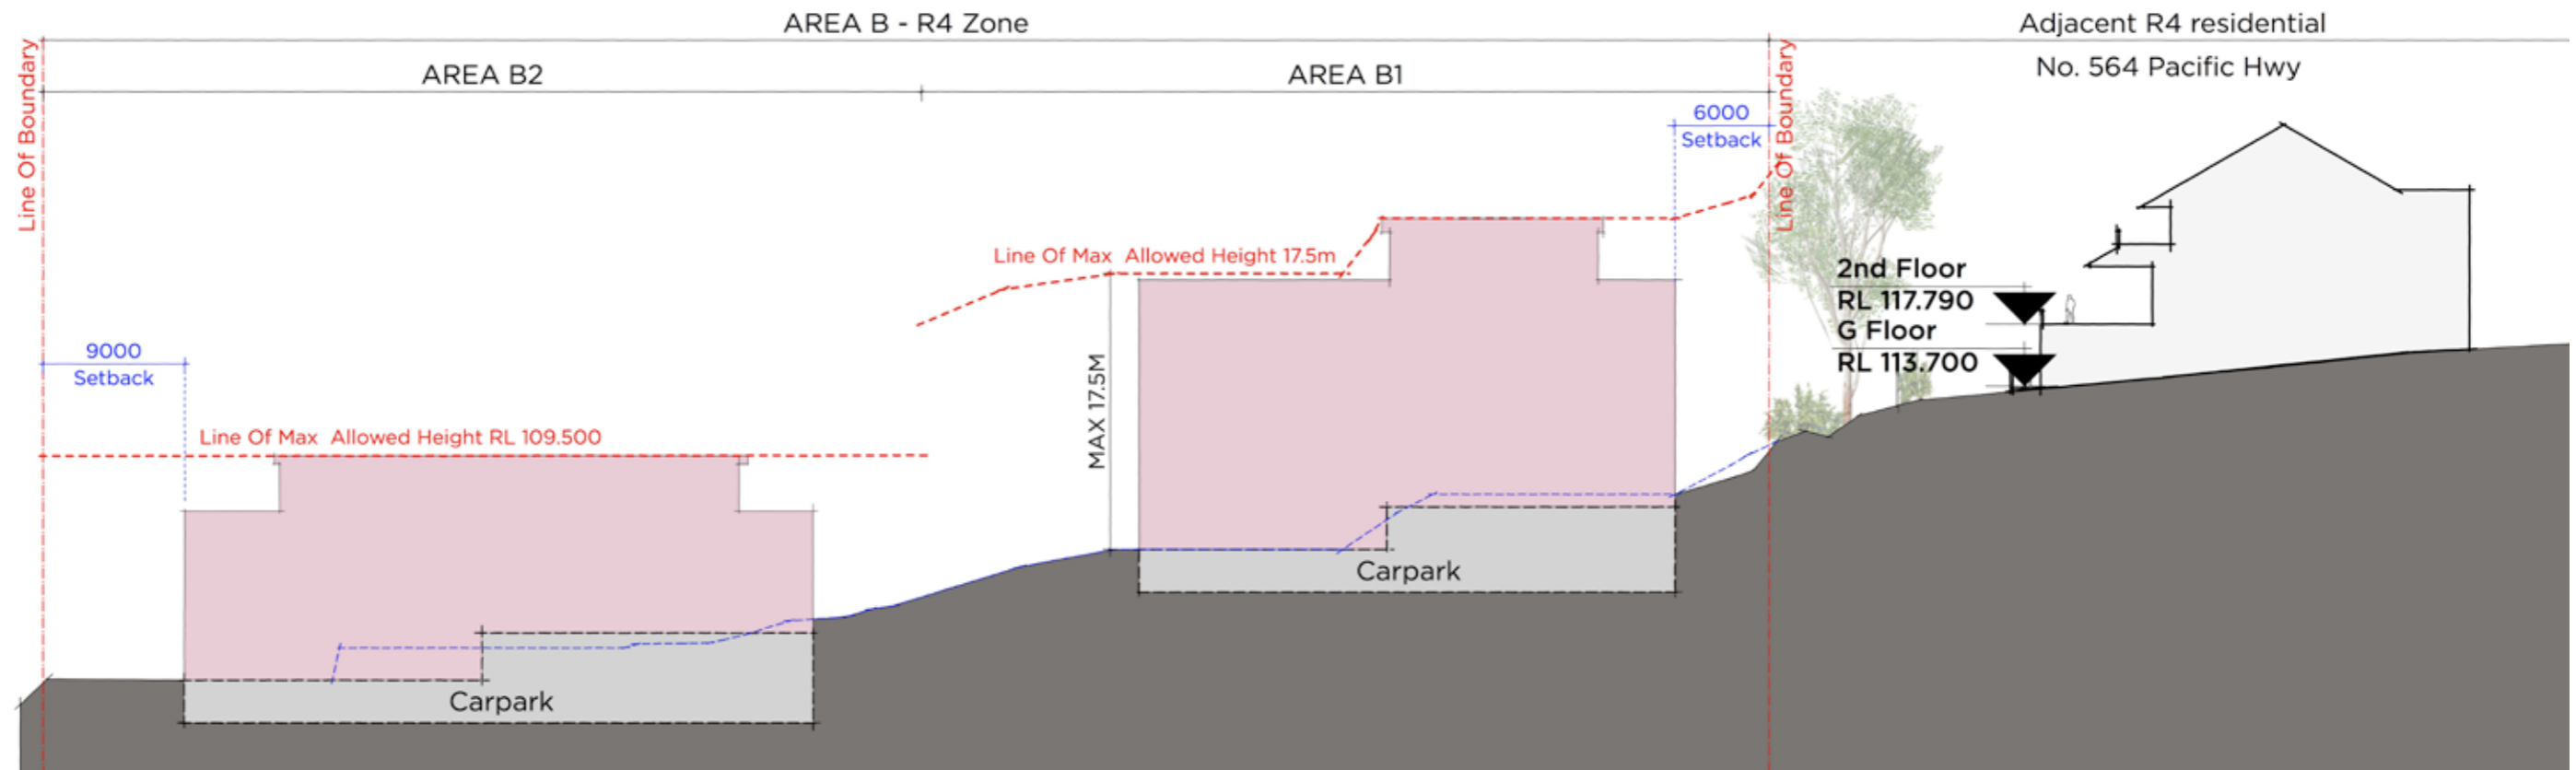 AREA B - R4 Zone
Adjacent R4 residential
AREA B2
AREA B1
No. 564 Pacific Hwy
Line Of Boundary
Line Of Boundary
6000
Setback
Line Of Max Allowed Height 17.5m
2nd Floor
RL 117.790
G Floor
RL 113.700
9000
Setback
MAX 17.5M
Line Of Max Allowed Height RL 109.500
Carpark
Carpark